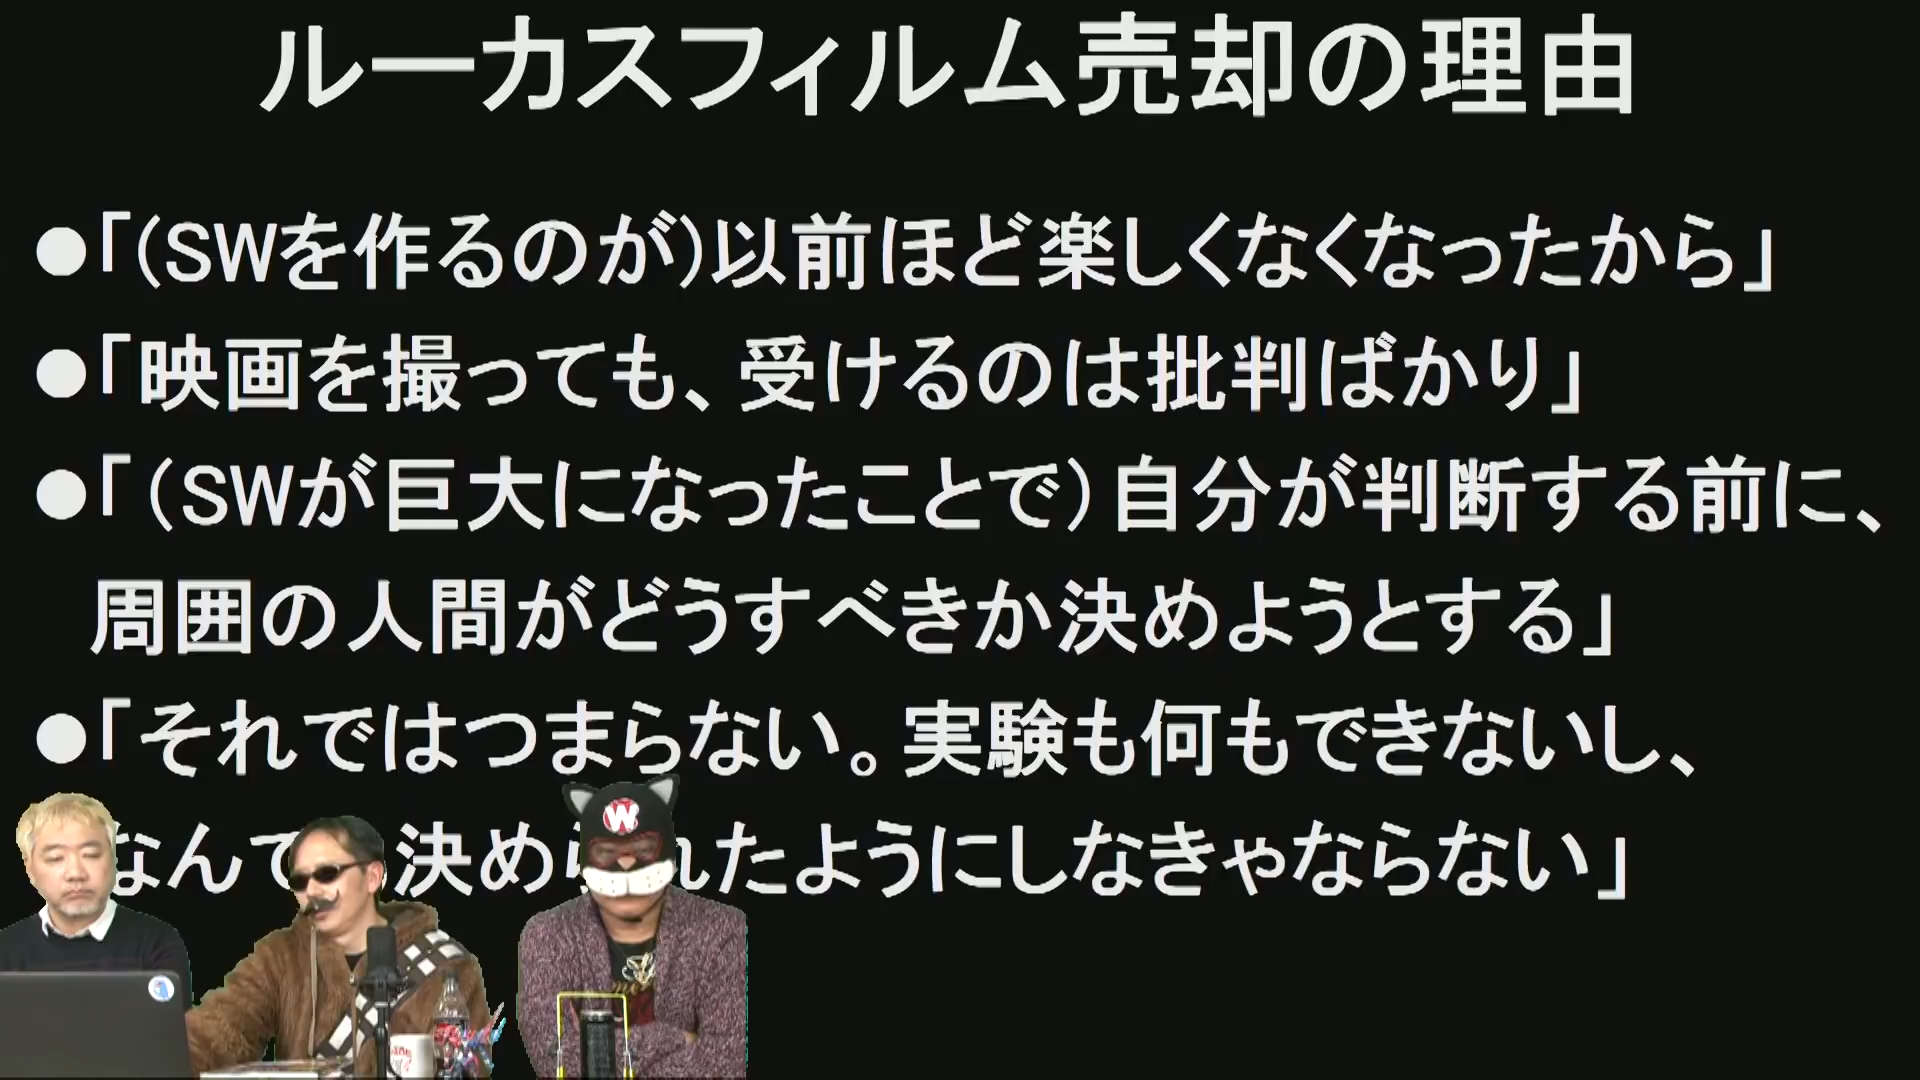 ルーカスフィルム売却の理由
●「(SWを作るのが)以前ほど楽しくなくなったから」
●「映画を撮っても、受けるのは批判ばかり」
●「(SWが巨大になったことで)自分が判断する前に、
周囲の人間がどうすべきか決めようとする」
●「それではつまらない。実験も何もできないし、
なんて 決められたようにしなきゃならない」
W